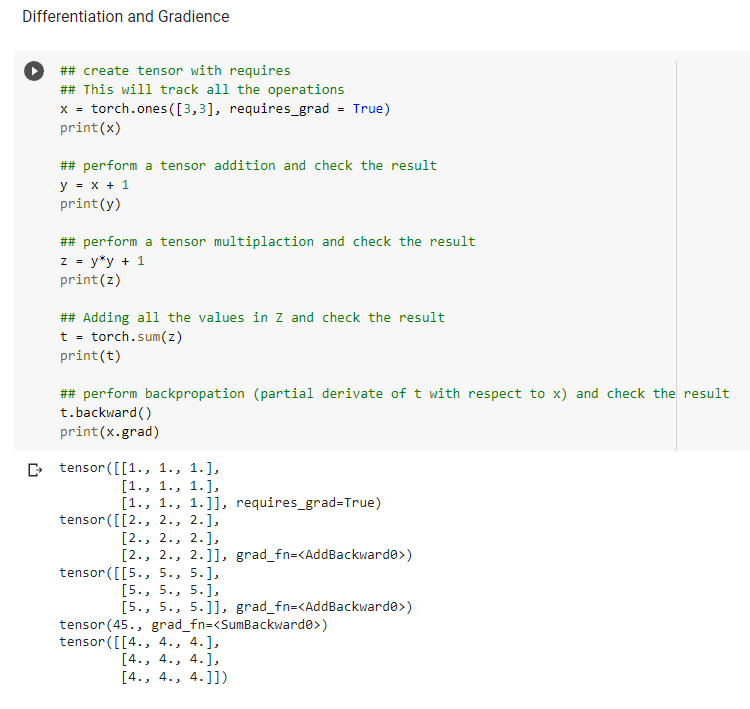 Differentiation and Gradience
## create tensor with requires
## This will track all the operations
x = torch.ones([3,3], requires_grad = True)
print(x)
## perform a tensor addition and check the result
y = x + 1
print(y)
## perform a tensor multiplaction and check the result
z = y*y + 1
print(z)
## Adding all the values in Z and check the result
t = torch.sum(z)
print(t)
## perform backpropation (partial derivate of t with respect to x) and check the result
t.backward()
print(x.grad)
tensor([[1., 1., 1.],
        [1., 1., 1.],
        [1., 1., 1.]], requires_grad=True)
tensor([[2., 2., 2.],
        [2., 2., 2.],
        [2., 2., 2.]], grad_fn=<AddBackward0>)
tensor([[5., 5., 5.],
        [5., 5., 5.],
        [5., 5., 5.]], grad_fn=<AddBackward0>)
tensor(45., grad_fn=<SumBackward0>)
tensor([[4., 4., 4.],
        [4., 4., 4.],
        [4., 4., 4.]])